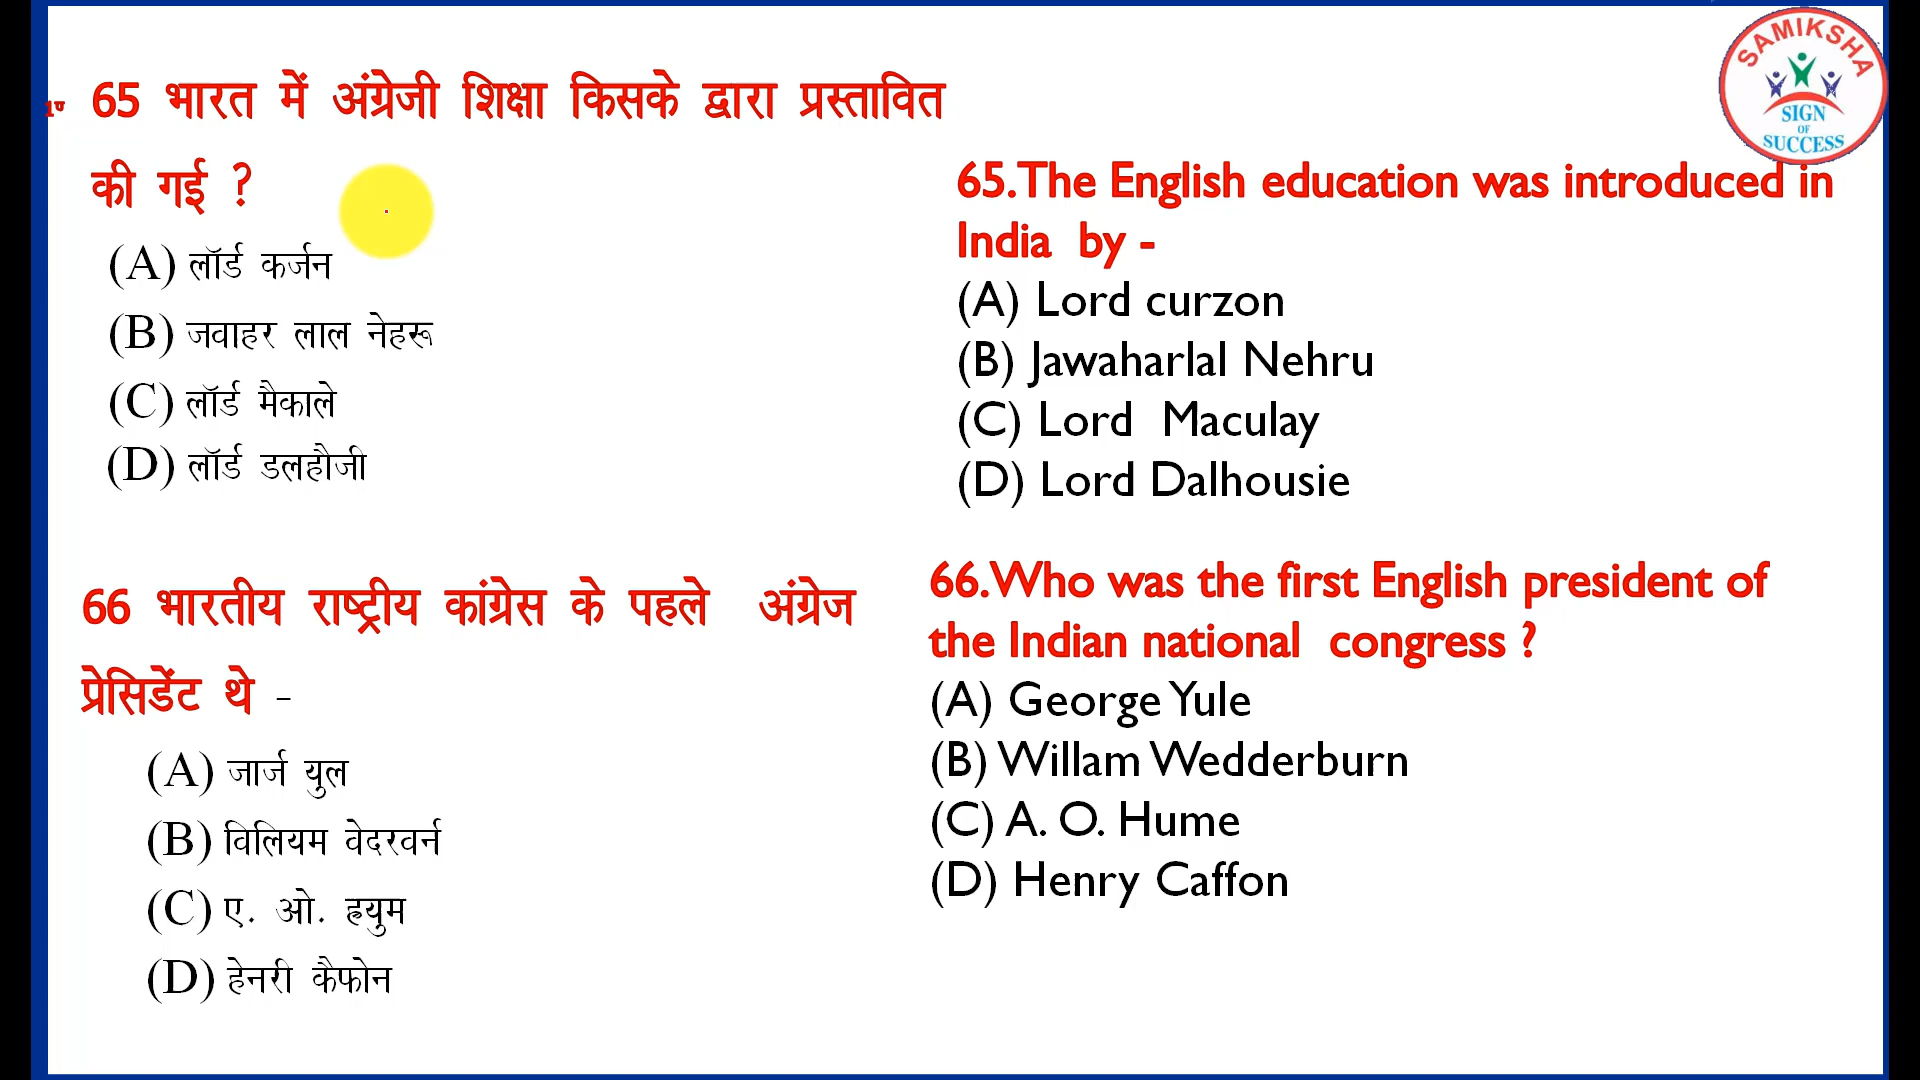 65 भारत में अंग्रेजी शिक्षा किसके द्वारा प्रस्तावित
की गई ?
(A) लॉर्ड कर्जन
(B) जवाहर लाल नेहरू
(C) लॉर्ड मैकाले
(D) लॉर्ड डलहौजी
66 भारतीय राष्ट्रीय कांग्रेस के पहले अंग्रेज
प्रेसिडेंट थे -
(A) जार्ज युल
(B) विलियम वेदरवर्न
(C) ए. ओ. ह्रयुम
(D) हेनरी कैफोन
SAMIKSHA
SIGN
OF
SUCCESS
65.The English education was introduced in
India by -
(A) Lord curzon
(B) Jawaharlal Nehru
(C) Lord Maculay
(D) Lord Dalhousie
66.Who was the first English president of
the Indian national congress ?
(A) George Yule
(B) Willam Wedderburn
(C) A. O. Hume
(D) Henry Caffon